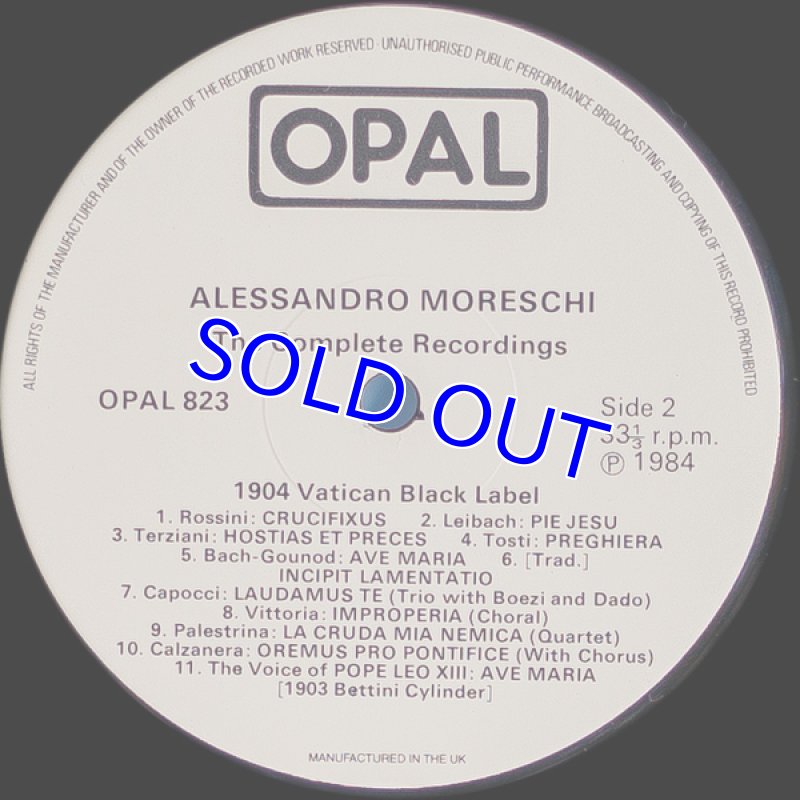 ALL RIGHTS OF THE MANUFACTURER AND OF THE OWNER OF THE RECORDED WORK RESERVED · UNAUTHORISED PUBLIC PERFORMANCE BROADCASTING AND COPYING OF THIS RECORD PROHIBITED
OPAL
ALESSANDRO MORESCHI
The Complete Recordings
SOLD OUT
OPAL 823
Side 2
33⅓ r.p.m.
℗ 1984
1904 Vatican Black Label
1. Rossini: CRUCIFIXUS 2. Leibach: PIE JESU
3. Terziani: HOSTIAS ET PRECES 4. Tosti: PREGHIERA
5. Bach-Gounod: AVE MARIA 6. [Trad.]
INCIPIT LAMENTATIO
7. Capocci: LAUDAMUS TE (Trio with Boezi and Dado)
8. Vittoria: IMPROPERIA (Choral)
9. Palestrina: LA CRUDA MIA NEMICA (Quartet)
10. Calzanera: OREMUS PRO PONTIFICE (With Chorus)
11. The Voice of POPE LEO XIII: AVE MARIA
[1903 Bettini Cylinder]
MANUFACTURED IN THE UK